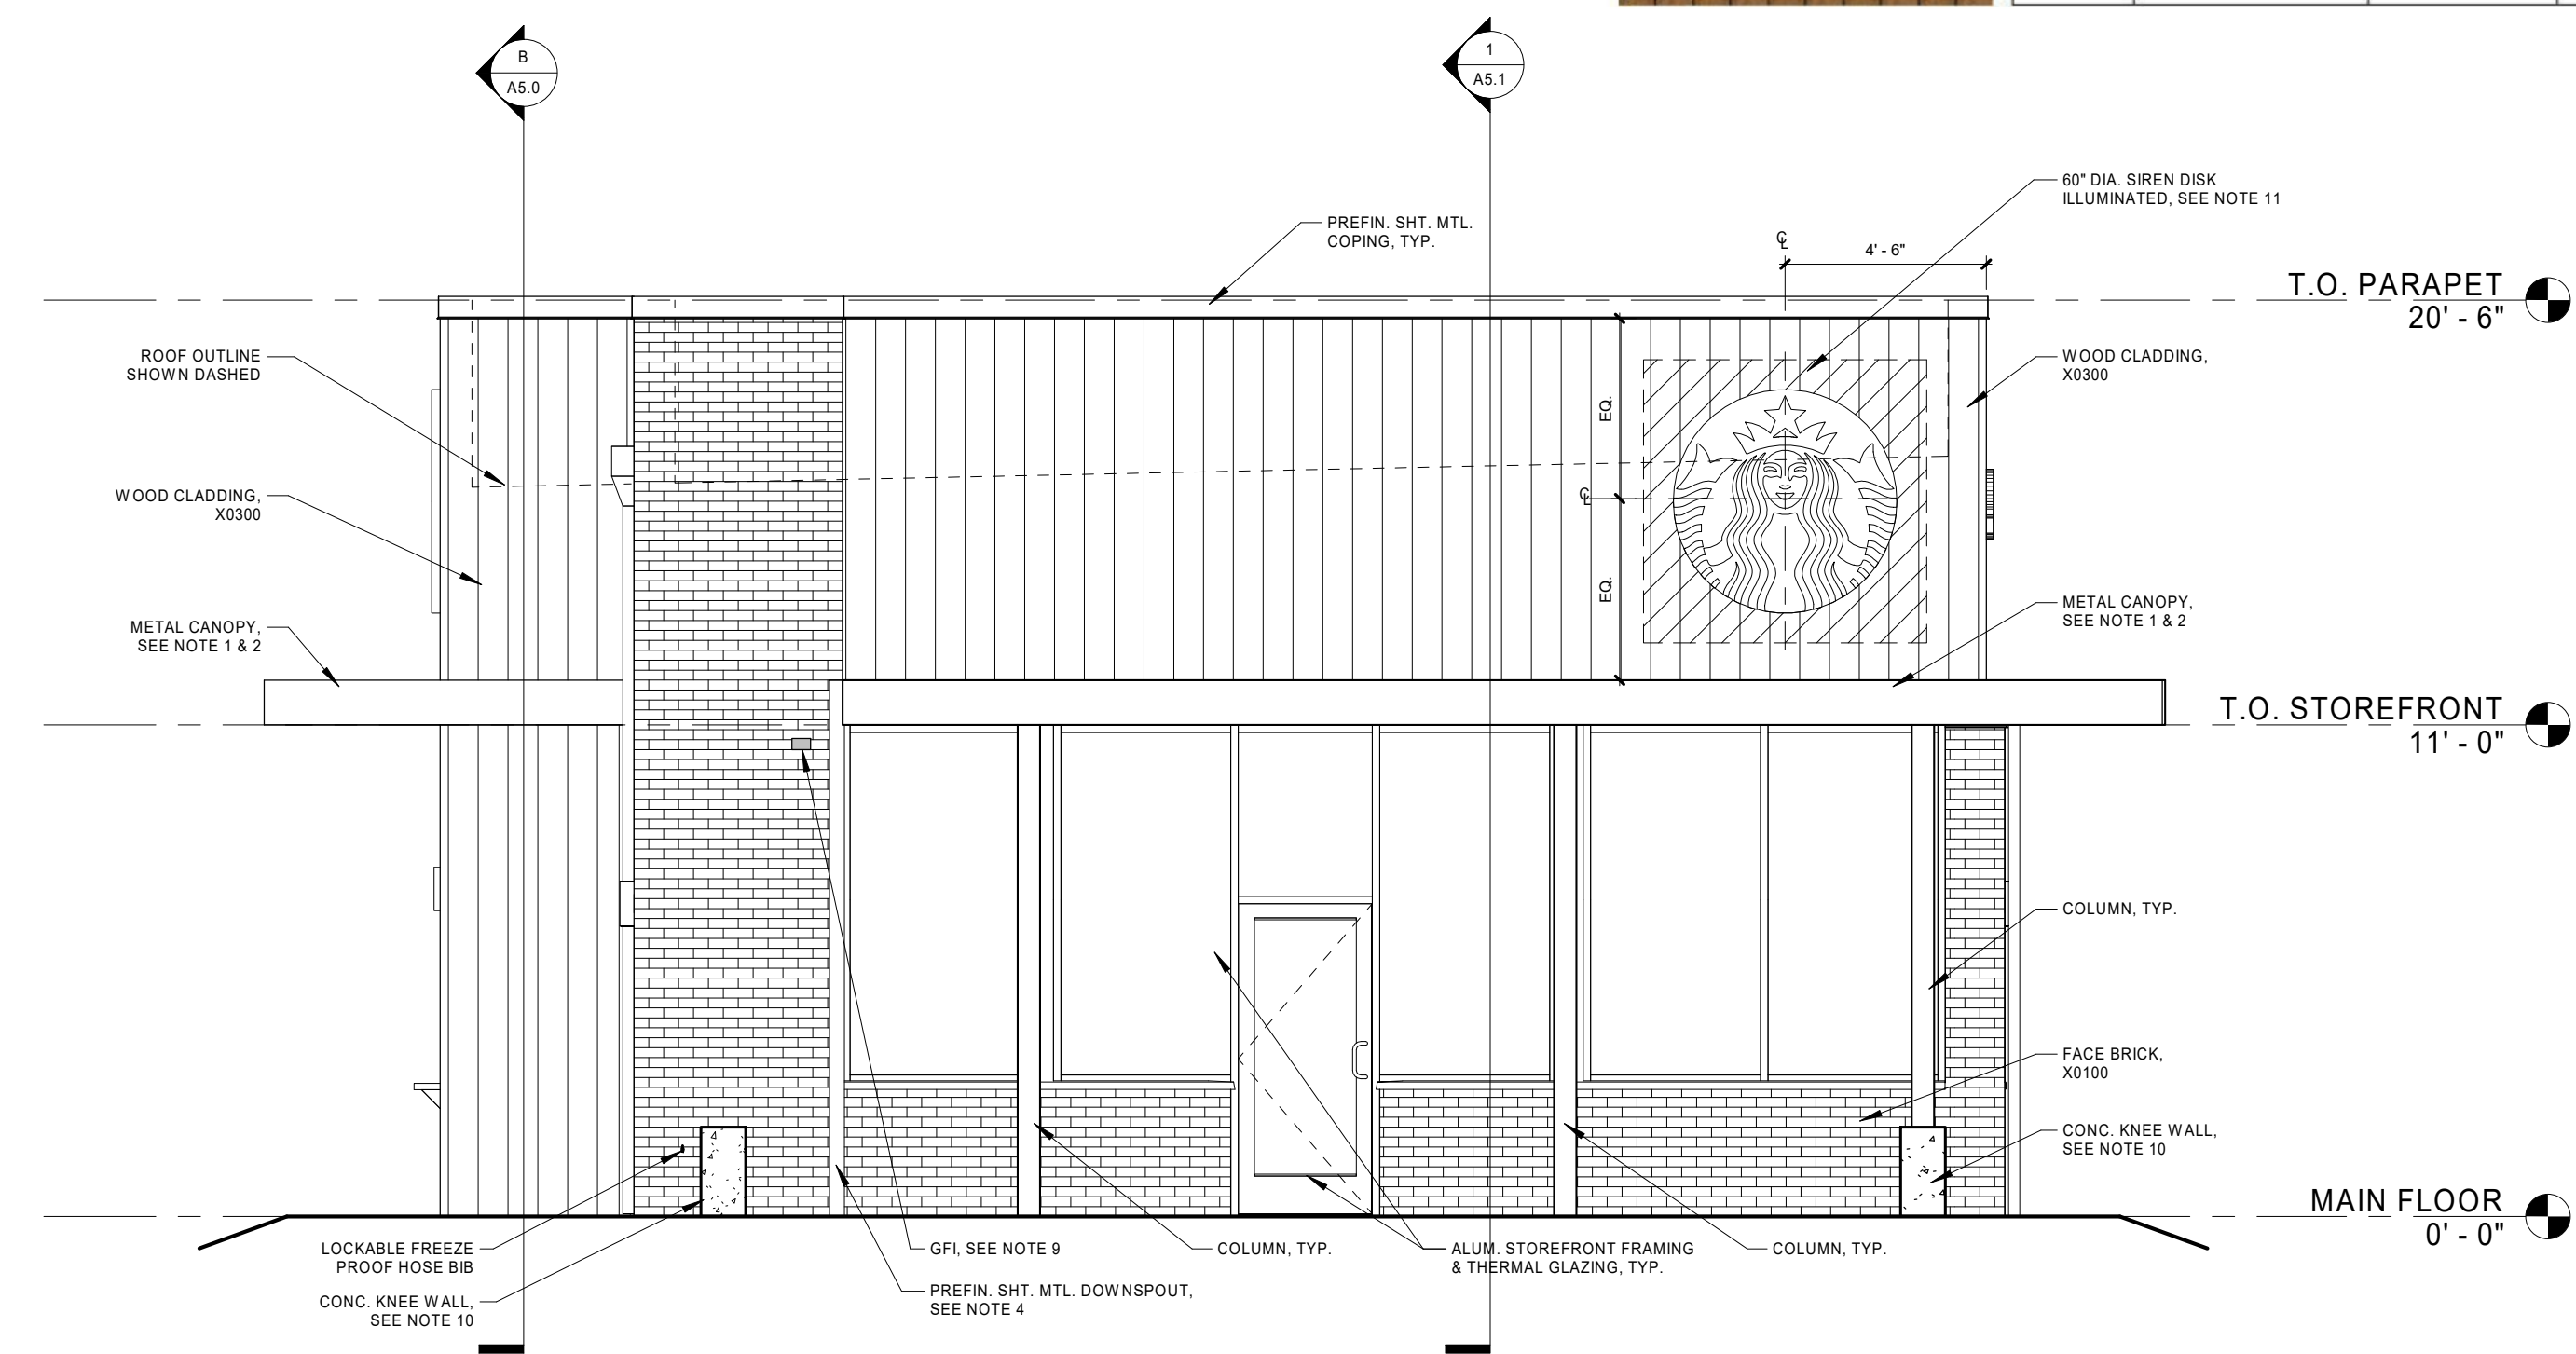 B
A5.0
1
A5.1
60" DIA. SIREN DISK
ILLUMINATED, SEE NOTE 11
PREFIN. SHT. MTL.
COPING, TYP.
℄
4' - 6"
T.O. PARAPET
20' - 6"
ROOF OUTLINE
SHOWN DASHED
WOOD CLADDING,
X0300
EQ.
℄
WOOD CLADDING,
X0300
EQ.
METAL CANOPY,
SEE NOTE 1 & 2
METAL CANOPY,
SEE NOTE 1 & 2
T.O. STOREFRONT
11' - 0"
COLUMN, TYP.
FACE BRICK,
X0100
CONC. KNEE WALL,
SEE NOTE 10
MAIN FLOOR
0' - 0"
LOCKABLE FREEZE
PROOF HOSE BIB
GFI, SEE NOTE 9
COLUMN, TYP.
ALUM. STOREFRONT FRAMING
& THERMAL GLAZING, TYP.
COLUMN, TYP.
CONC. KNEE WALL,
SEE NOTE 10
PREFIN. SHT. MTL. DOWNSPOUT,
SEE NOTE 4